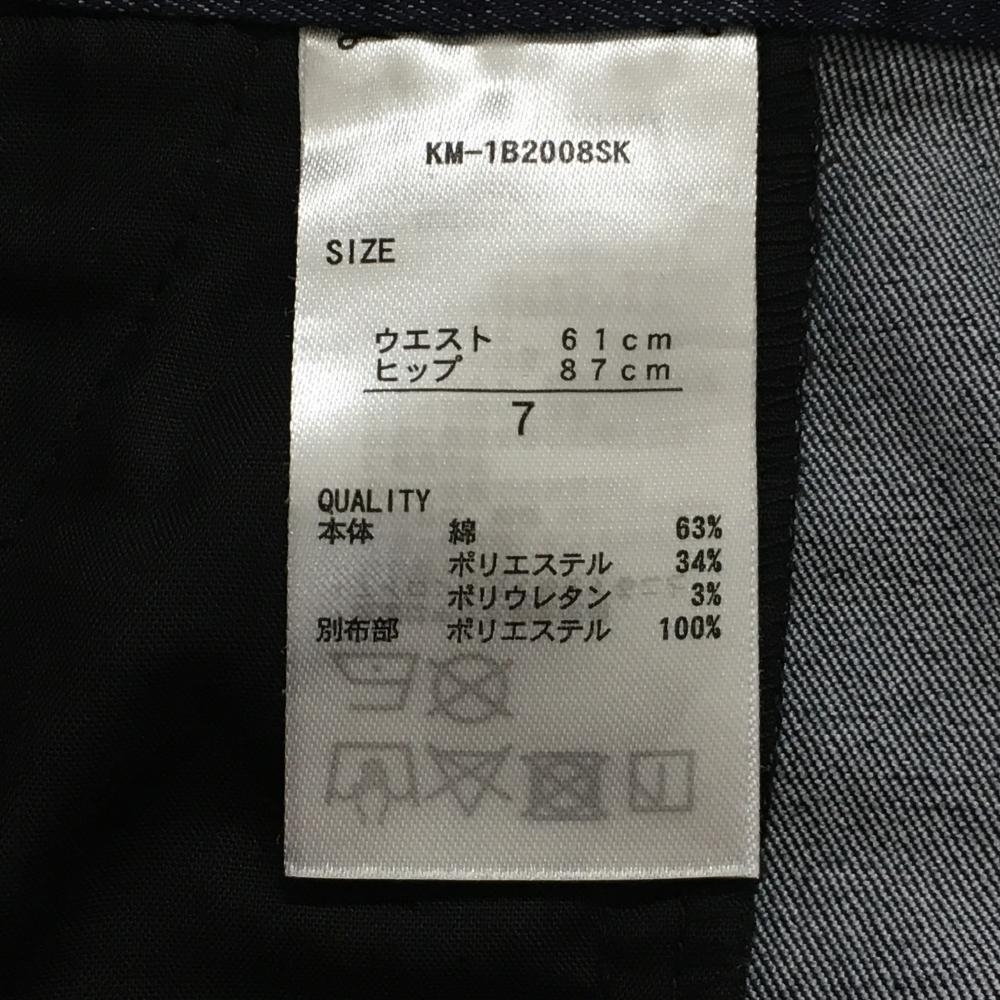 KM-1B2008SK
SIZE
ウエスト 61cm
ヒップ 87cm
7
QUALITY
本体 綿 63%
ポリエステル 34%
ポリウレタン 3%
別布部 ポリエステル 100%